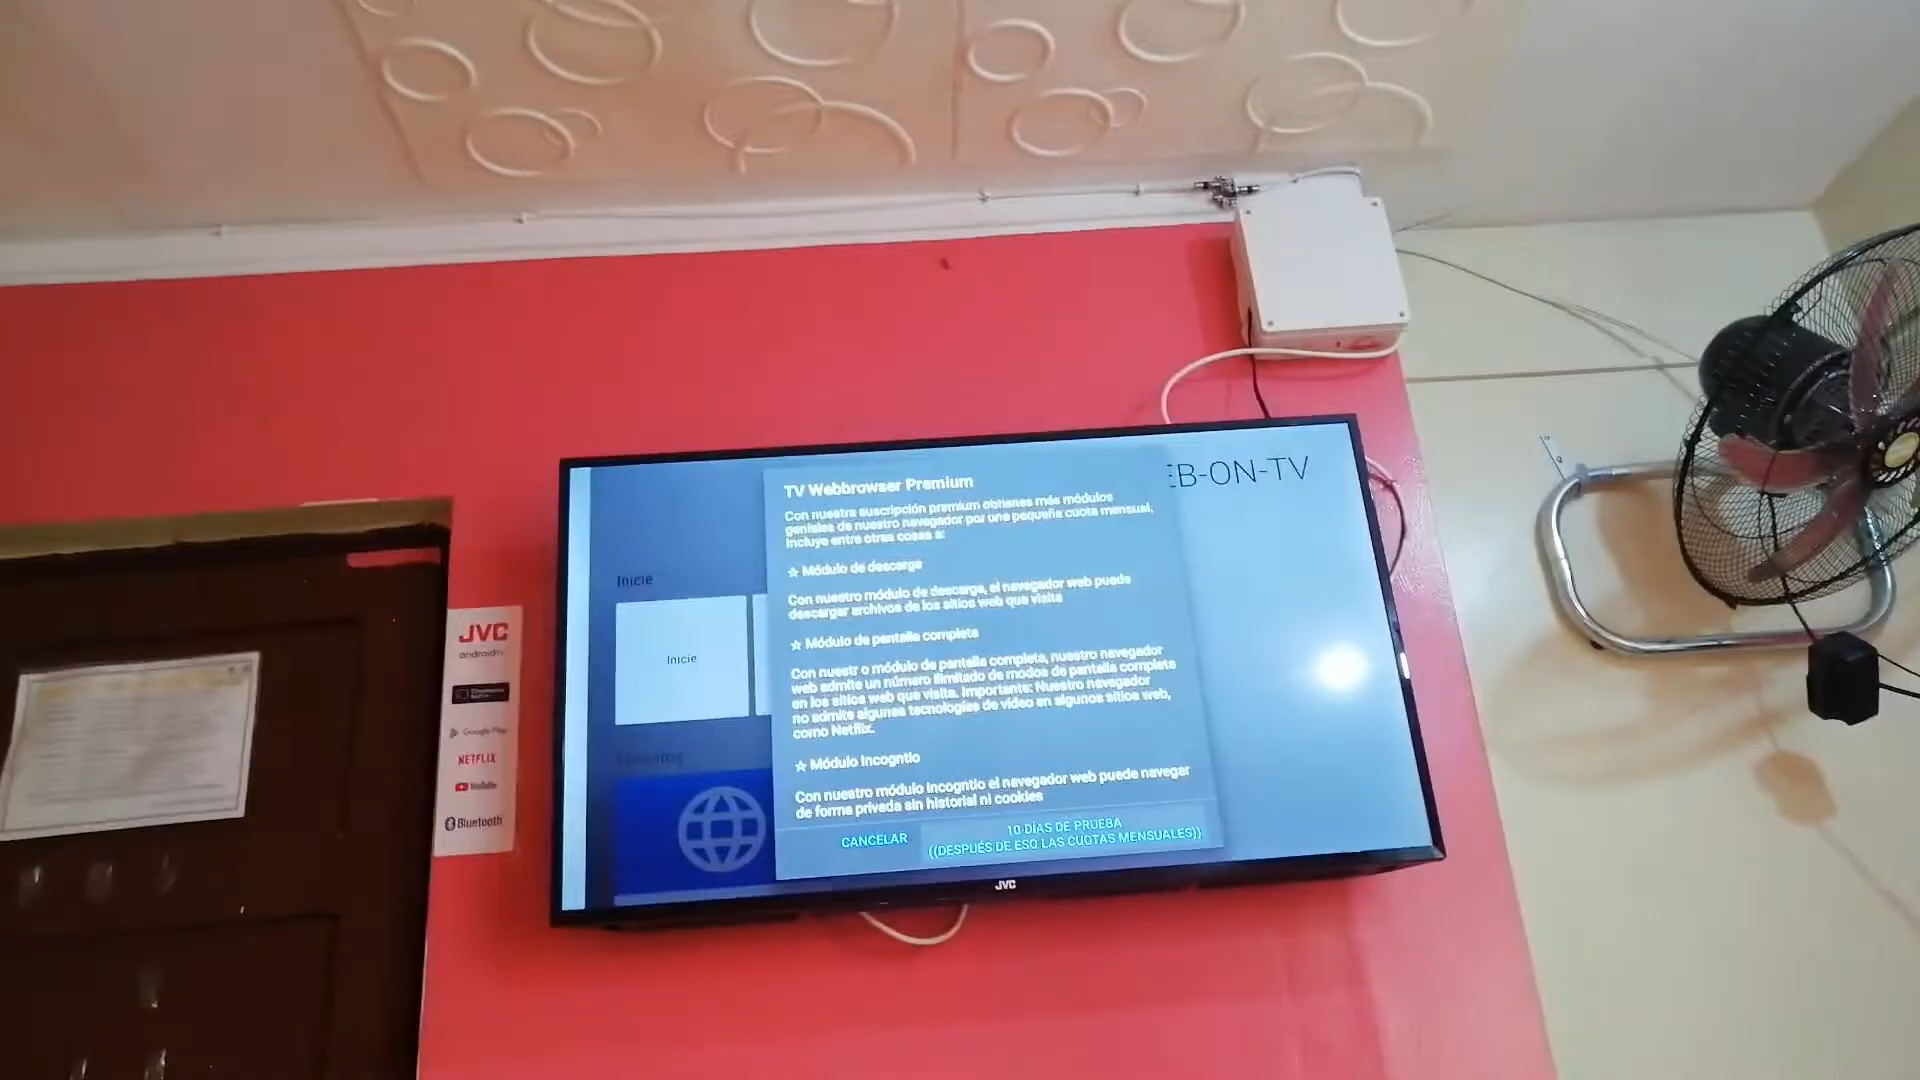 EB-ON-TV
TV Webbrowser Premium
Con nuestra suscripción premium obtienes más módulos
geniales de nuestro navegador por une pequeña cuota mensual.
Incluye entre otras cosas a:
☆ Módulo de descarga
Con nuestro módulo de descarga, el navegador web puede
descargar archivos de los sitios web que visita
☆ Módulo de pantalla completa
Con nuestr o módulo de pantalla completa, nuestro navegador
web admite un número ilimitado de modos de pantalla completa
en los sitios web que visita. Importante: Nuestro navegador
no admite algunas tecnologías de vídeo en algunos sitios web,
como Netflix.
☆ Módulo Incogntio
Con nuestro módulo incogntio el navegador web puede navegar
de forma privada sin historial ni cookies
CANCELAR
10 DÍAS DE PRUEBA
((DESPUÉS DE ESO LAS CUOTAS MENSUALES))
Inicie
Inicie
JVC
JVC
androidtv
Google Play
NETFLIX
YouTube
Bluetooth